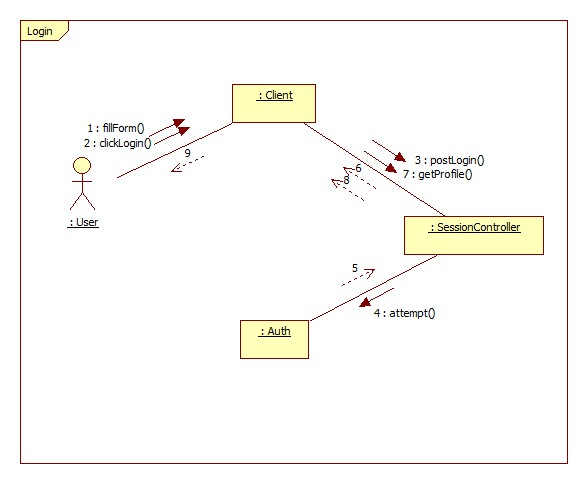 Login
: Client
1 : fillForm()
2 : clickLogin()
9
3 : postLogin()
7 : getProfile()
6
8
: User
: SessionController
5
4 : attempt()
: Auth